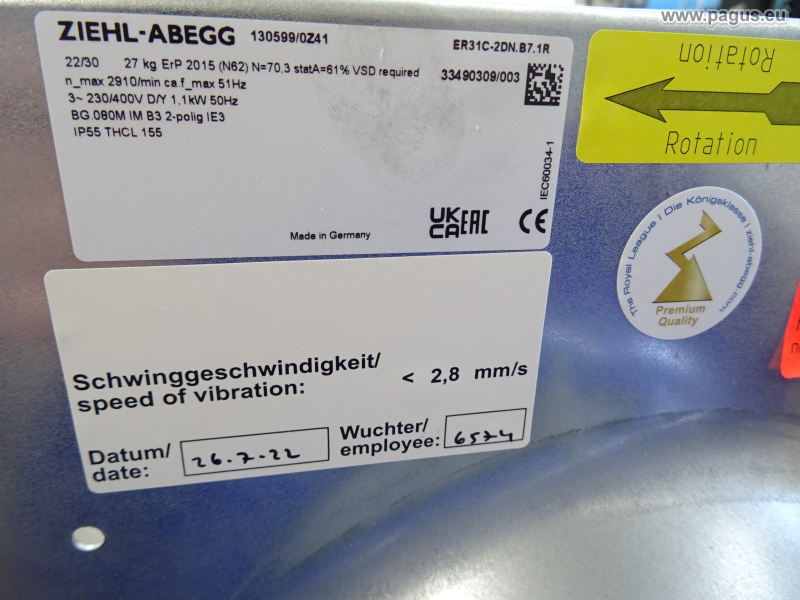 www.pagus.eu
ZIEHL-ABEGG 130599/0Z41 ER31C-2DN.B7.1R
22/30 27 kg ErP 2015 (N62) N=70,3 statA=61% VSD required 33490309/003
n_max 2910/min ca.f_max 51Hz
3~ 230/400V D/Y 1,1kW 50Hz
BG 080M IM B3 2-polig IE3
IP55 THCL 155
IEC60034-1
Made in Germany
UK
CA EAC CE
Rotation
Rotation
The Royal League | Die Königsklasse | ziehl-abegg.com
Premium
Quality
Schwinggeschwindigkeit/
speed of vibration: < 2,8 mm/s
Datum/
date: 26.7.22
Wuchter/
employee: 6574